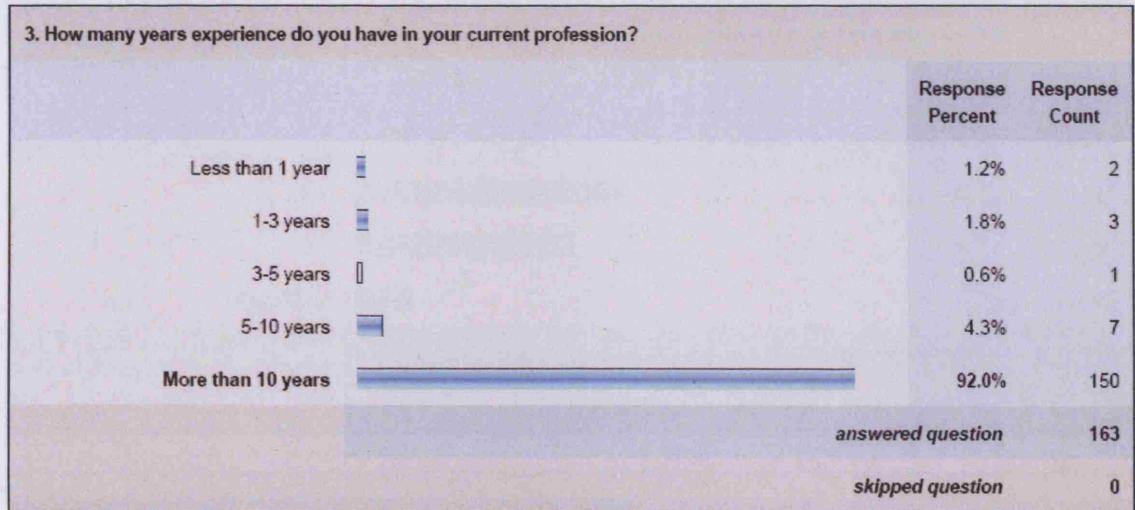 3. How many years experience do you have in your current profession?
Response Percent Response Count
Less than 1 year 1.2% 2
1-3 years 1.8% 3
3-5 years 0.6% 1
5-10 years 4.3% 7
More than 10 years 92.0% 150
answered question 163
skipped question 0